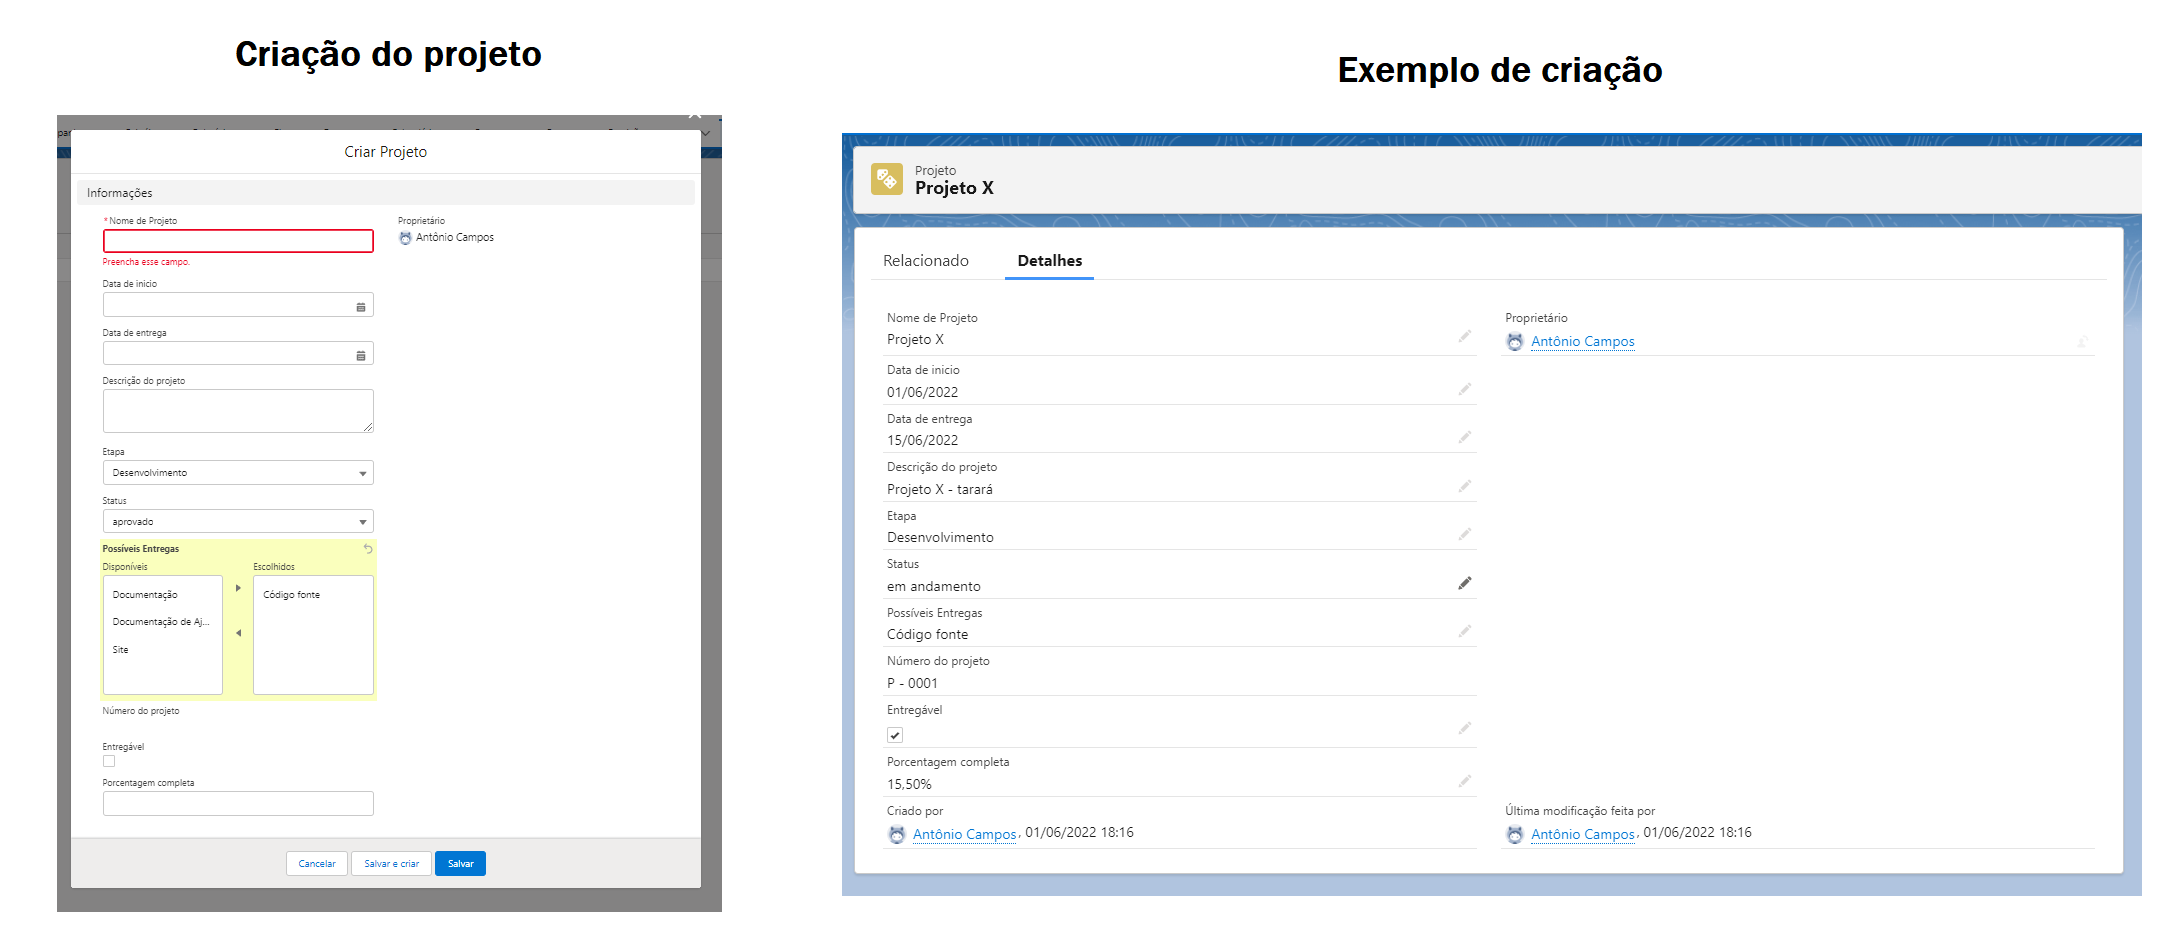 Criação do projeto
Criar Projeto
Informações
*Nome de Projeto
Preencha esse campo.
Proprietário
Antônio Campos
Data de inicio
Data de entrega
Descrição do projeto
Etapa
Desenvolvimento
Status
aprovado
Possíveis Entregas
Disponíveis
Documentação
Documentação de Aj...
Site
Escolhidos
Código fonte
Número do projeto
Entregável
Porcentagem completa
Cancelar
Salvar e criar
Salvar
Exemplo de criação
Projeto
Projeto X
Relacionado
Detalhes
Nome de Projeto
Projeto X
Proprietário
Antônio Campos
Data de inicio
01/06/2022
Data de entrega
15/06/2022
Descrição do projeto
Projeto X - tarará
Etapa
Desenvolvimento
Status
em andamento
Possíveis Entregas
Código fonte
Número do projeto
P - 0001
Entregável
Porcentagem completa
15,50%
Criado por
Antônio Campos, 01/06/2022 18:16
Última modificação feita por
Antônio Campos, 01/06/2022 18:16